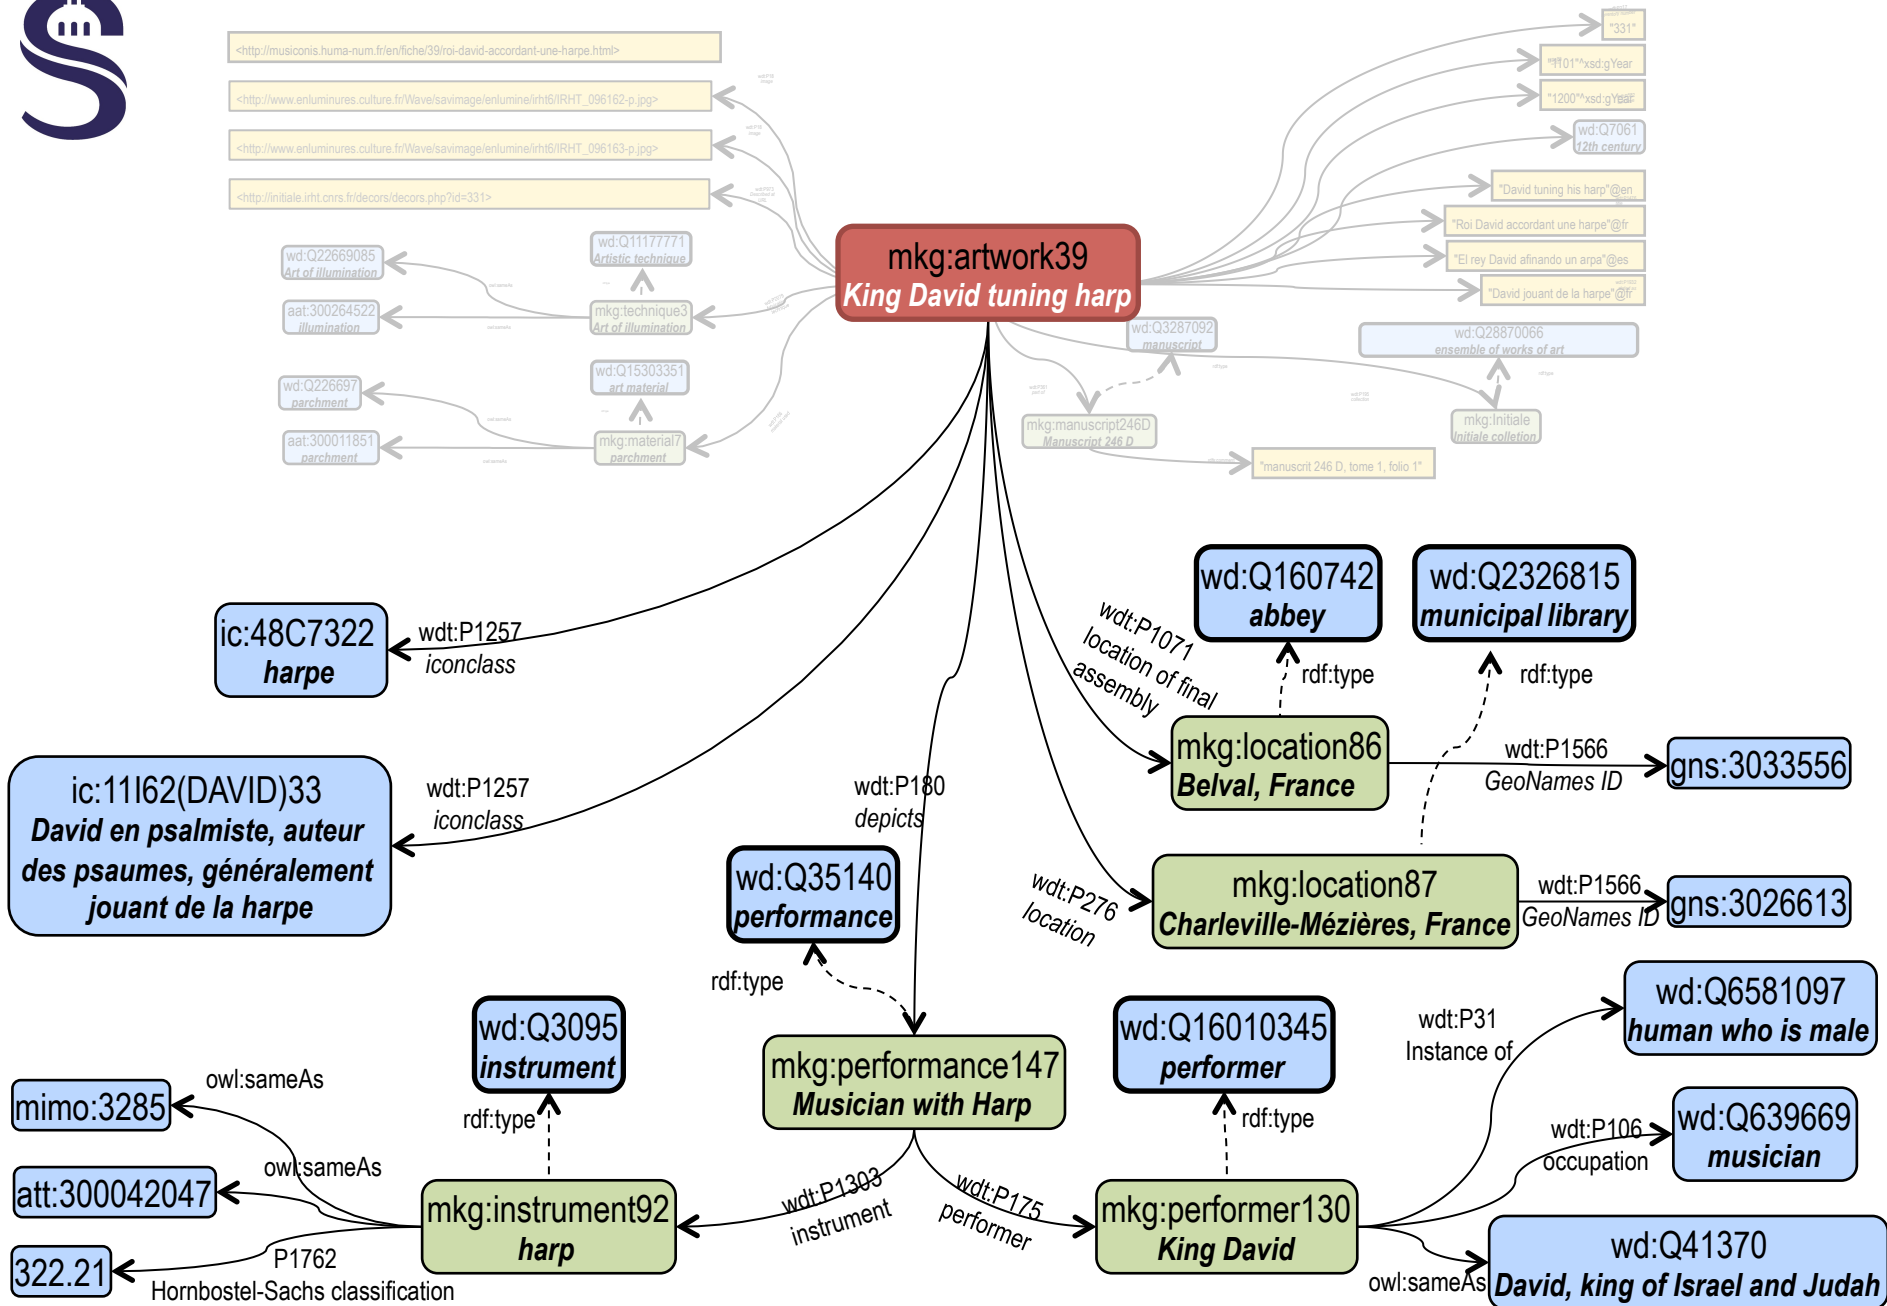 <http://musiconis.huma-num.fr/en/fiche/39/roi-david-accordant-une-harpe.html>
<http://www.enluminures.culture.fr/Wave/savimage/enlumine/irht6/IRHT_096162-p.jpg>
<http://www.enluminures.culture.fr/Wave/savimage/enlumine/irht6/IRHT_096163-p.jpg>
<http://initiale.irht.cnrs.fr/decors/decors.php?id=331>
"331"
"1101"^xsd:gYear
"1200"^xsd:gYear
wd:Q7061
12th century
"David tuning his harp"@en
"Roi David accordant une harpe"@fr
"El rey David afinando un arpa"@es
"David jouant de la harpe"@fr
mkg:artwork39
King David tuning harp
wd:Q22669085
Art of illumination
wd:Q11177771
Artistic technique
aat:300264522
illumination
mkg:technique3
Art of illumination
wd:Q226697
parchment
wd:Q15303351
art material
aat:300011851
parchment
mkg:material7
parchment
wd:Q3287092
manuscript
wd:Q28870066
ensemble of works of art
rdf:type
rdf:type
mkg:manuscript246D
Manuscript 246 D
mkg:Initiale
Initiale colletion
"manuscrit 246 D, tome 1, folio 1"
ic:48C7322
harpe
wdt:P1257
iconclass
ic:11I62(DAVID)33
David en psalmiste, auteur
des psaumes, généralement
jouant de la harpe
wdt:P1257
iconclass
wdt:P180
depicts
wdt:P1071
location of final
assembly
wd:Q160742
abbey
wd:Q2326815
municipal library
rdf:type
rdf:type
mkg:location86
Belval, France
wdt:P1566
GeoNames ID
gns:3033556
wdt:P276
location
mkg:location87
Charleville-Mézières, France
wdt:P1566
GeoNames ID
gns:3026613
wd:Q35140
performance
rdf:type
mkg:performance147
Musician with Harp
wd:Q3095
instrument
rdf:type
wd:Q16010345
performer
rdf:type
wdt:P31
Instance of
wd:Q6581097
human who is male
wdt:P106
occupation
wd:Q639669
musician
mimo:3285
owl:sameAs
att:300042047
owl:sameAs
322.21
P1762
Hornbostel-Sachs classification
mkg:instrument92
harp
wdt:P1303
instrument
wdt:P175
performer
mkg:performer130
King David
owl:sameAs
wd:Q41370
David, king of Israel and Judah